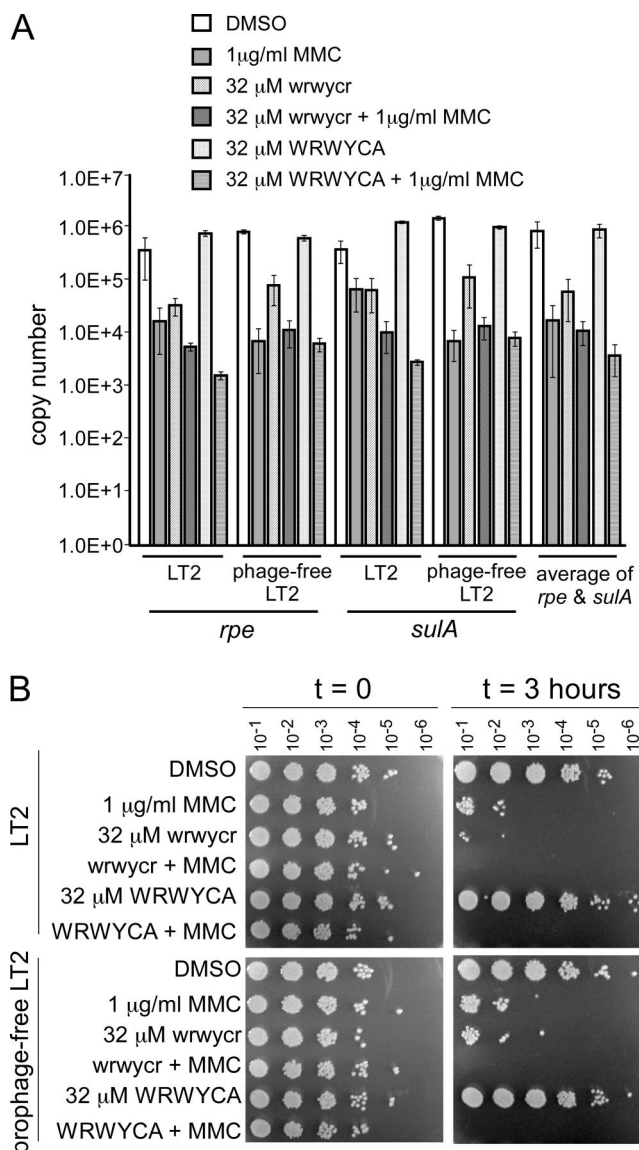 A
DMSO
1μg/ml MMC
32 μM wrwycr
32 μM wrwycr + 1μg/ml MMC
32 μM WRWYCA
32 μM WRWYCA + 1μg/ml MMC
copy number
1.0E+7
1.0E+6
1.0E+5
1.0E+4
1.0E+3
1.0E+2
1.0E+1
1.0E+0
LT2
phage-free LT2
LT2
phage-free LT2
average of rpe & sulA
rpe
sulA
B
t = 0
t = 3 hours
10-1 10-2 10-3 10-4 10-5 10-6
10-1 10-2 10-3 10-4 10-5 10-6
LT2
DMSO
1 μg/ml MMC
32 μM wrwycr
wrwycr + MMC
32 μM WRWYCA
WRWYCA + MMC
prophage-free LT2
DMSO
1 μg/ml MMC
32 μM wrwycr
wrwycr + MMC
32 μM WRWYCA
WRWYCA + MMC